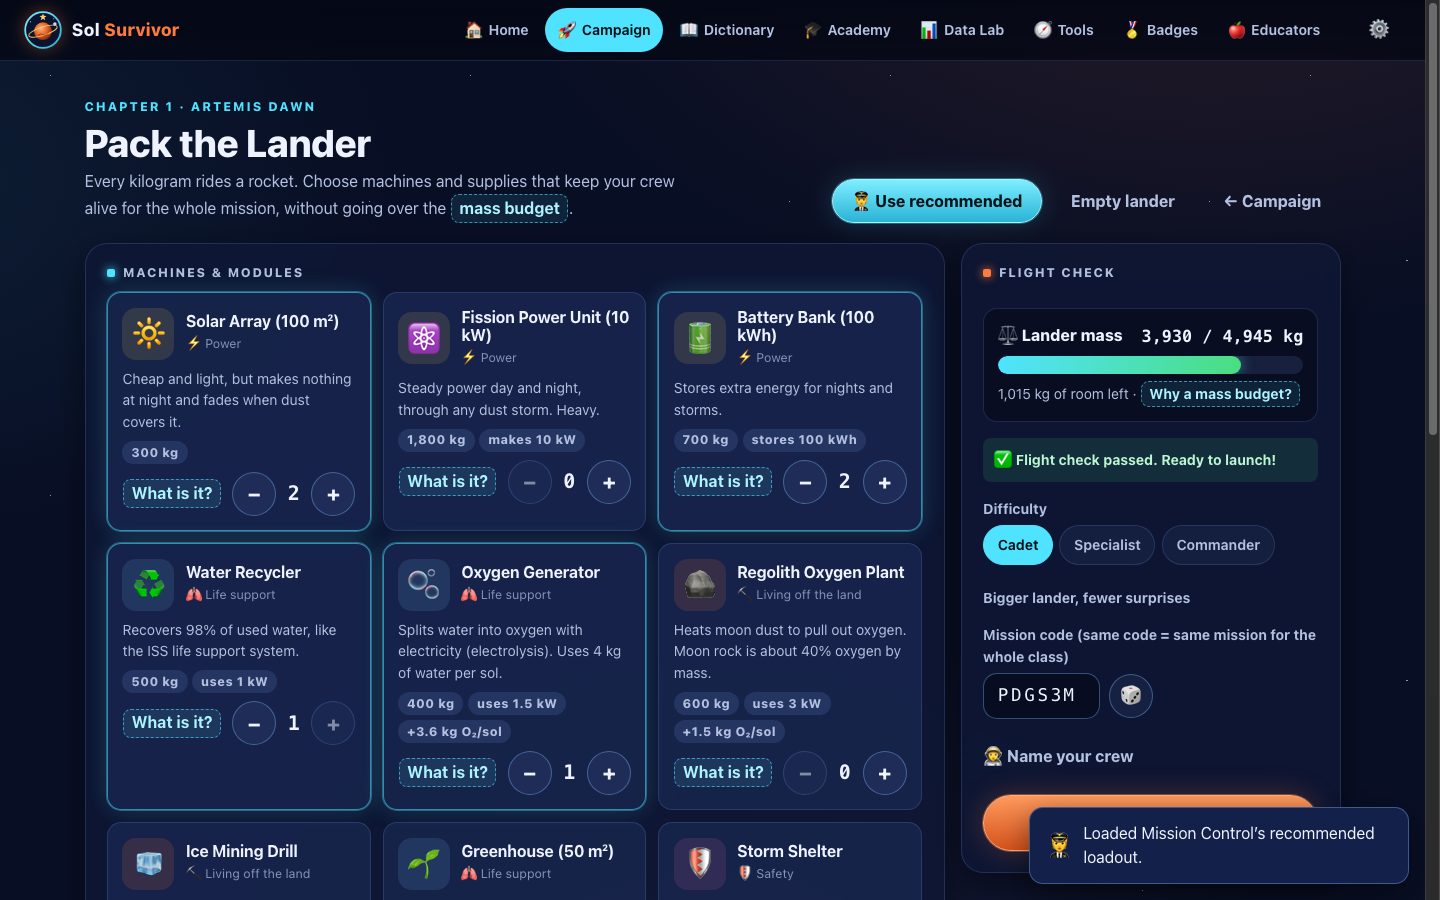 Sol Survivor
Home
Campaign
Dictionary
Academy
Data Lab
Tools
Badges
Educators
CHAPTER 1 · ARTEMIS DAWN
Pack the Lander
Every kilogram rides a rocket. Choose machines and supplies that keep your crew
alive for the whole mission, without going over the mass budget.
Use recommended
Empty lander
← Campaign
MACHINES & MODULES
Solar Array (100 m²)
Power
Cheap and light, but makes nothing
at night and fades when dust
covers it.
300 kg
What is it?
− 2 +
Fission Power Unit (10
kW)
Power
Steady power day and night,
through any dust storm. Heavy.
1,800 kg
makes 10 kW
What is it?
− 0 +
Battery Bank (100
kWh)
Power
Stores extra energy for nights and
storms.
700 kg
stores 100 kWh
What is it?
− 2 +
Water Recycler
Life support
Recovers 98% of used water, like
the ISS life support system.
500 kg
uses 1 kW
What is it?
− 1 +
Oxygen Generator
Life support
Splits water into oxygen with
electricity (electrolysis). Uses 4 kg
of water per sol.
400 kg
uses 1.5 kW
+3.6 kg O₂/sol
What is it?
− 1 +
Regolith Oxygen Plant
Living off the land
Heats moon dust to pull out oxygen.
Moon rock is about 40% oxygen by
mass.
600 kg
uses 3 kW
+1.5 kg O₂/sol
What is it?
− 0 +
Ice Mining Drill
Living off the land
Greenhouse (50 m²)
Life support
Storm Shelter
Safety
FLIGHT CHECK
Lander mass
3,930 / 4,945 kg
1,015 kg of room left · Why a mass budget?
Flight check passed. Ready to launch!
Difficulty
Cadet
Specialist
Commander
Bigger lander, fewer surprises
Mission code (same code = same mission for the
whole class)
PDGS3M
Name your crew
Loaded Mission Control's recommended
loadout.